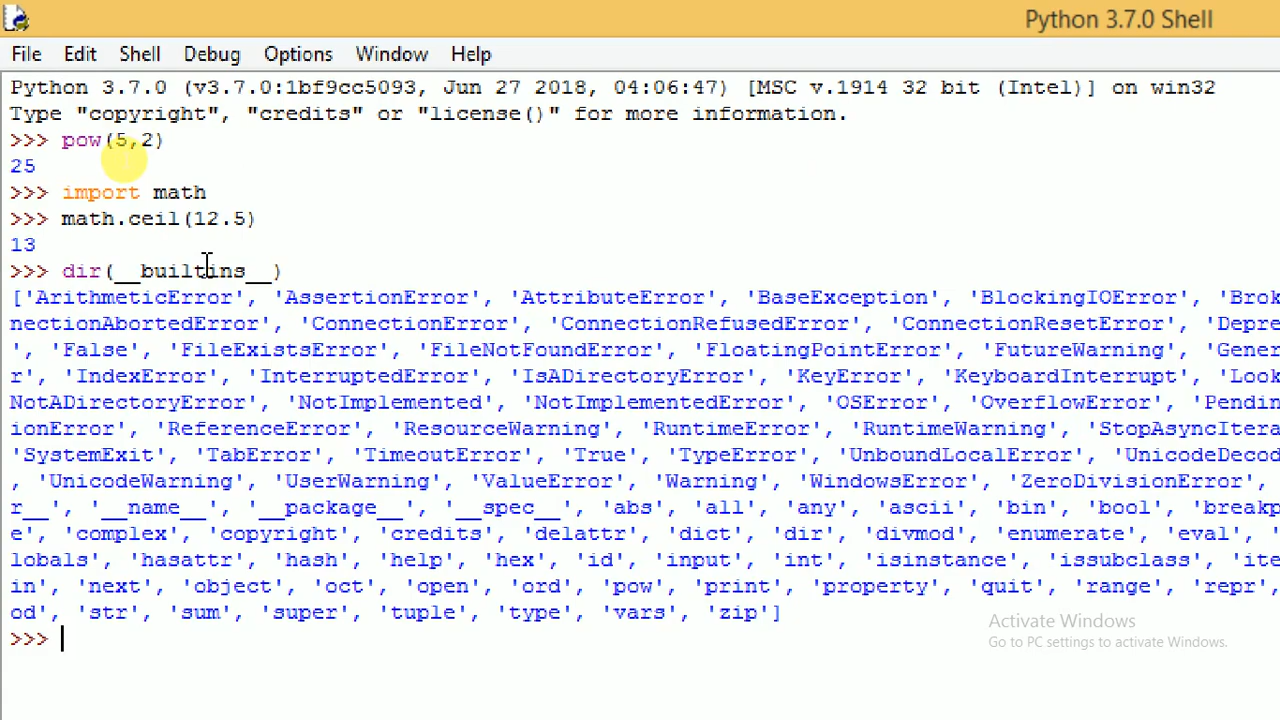 Python 3.7.0 Shell
File Edit Shell Debug Options Window Help
Python 3.7.0 (v3.7.0:1bf9cc5093, Jun 27 2018, 04:06:47) [MSC v.1914 32 bit (Intel)] on win32
Type "copyright", "credits" or "license()" for more information.
>>> pow(5,2)
25
>>> import math
>>> math.ceil(12.5)
13
>>> dir(__builtins__)
['ArithmeticError', 'AssertionError', 'AttributeError', 'BaseException', 'BlockingIOError', 'Brok
nectionAbortedError', 'ConnectionError', 'ConnectionRefusedError', 'ConnectionResetError', 'Depre
', 'False', 'FileExistsError', 'FileNotFoundError', 'FloatingPointError', 'FutureWarning', 'Gener
r', 'IndexError', 'InterruptedError', 'IsADirectoryError', 'KeyError', 'KeyboardInterrupt', 'Look
NotADirectoryError', 'NotImplemented', 'NotImplementedError', 'OSError', 'OverflowError', 'Pendin
ionError', 'ReferenceError', 'ResourceWarning', 'RuntimeError', 'RuntimeWarning', 'StopAsyncItera
'SystemExit', 'TabError', 'TimeoutError', 'True', 'TypeError', 'UnboundLocalError', 'UnicodeDecod
, 'UnicodeWarning', 'UserWarning', 'ValueError', 'Warning', 'WindowsError', 'ZeroDivisionError',
r__', '__name__', '__package__', '__spec__', 'abs', 'all', 'any', 'ascii', 'bin', 'bool', 'breakp
e', 'complex', 'copyright', 'credits', 'delattr', 'dict', 'dir', 'divmod', 'enumerate', 'eval', '
lobals', 'hasattr', 'hash', 'help', 'hex', 'id', 'input', 'int', 'isinstance', 'issubclass', 'ite
in', 'next', 'object', 'oct', 'open', 'ord', 'pow', 'print', 'property', 'quit', 'range', 'repr',
od', 'str', 'sum', 'super', 'tuple', 'type', 'vars', 'zip']
>>>
Activate Windows
Go to PC settings to activate Windows.